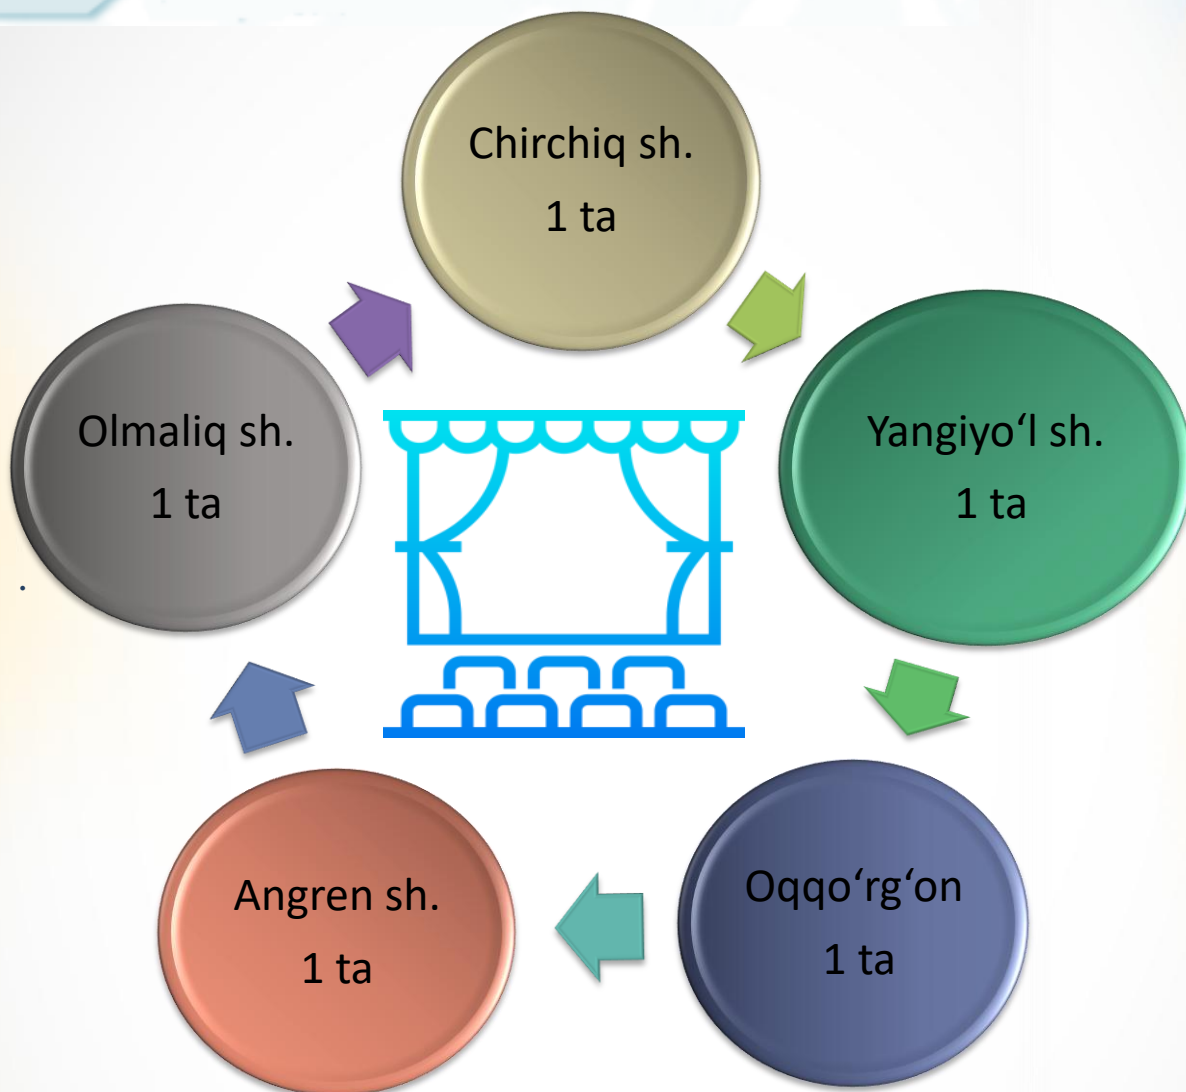 Chirchiq sh.
1 ta
Yangiyo‘l sh.
1 ta
Oqqo‘rg‘on
1 ta
Angren sh.
1 ta
Olmaliq sh.
1 ta
.